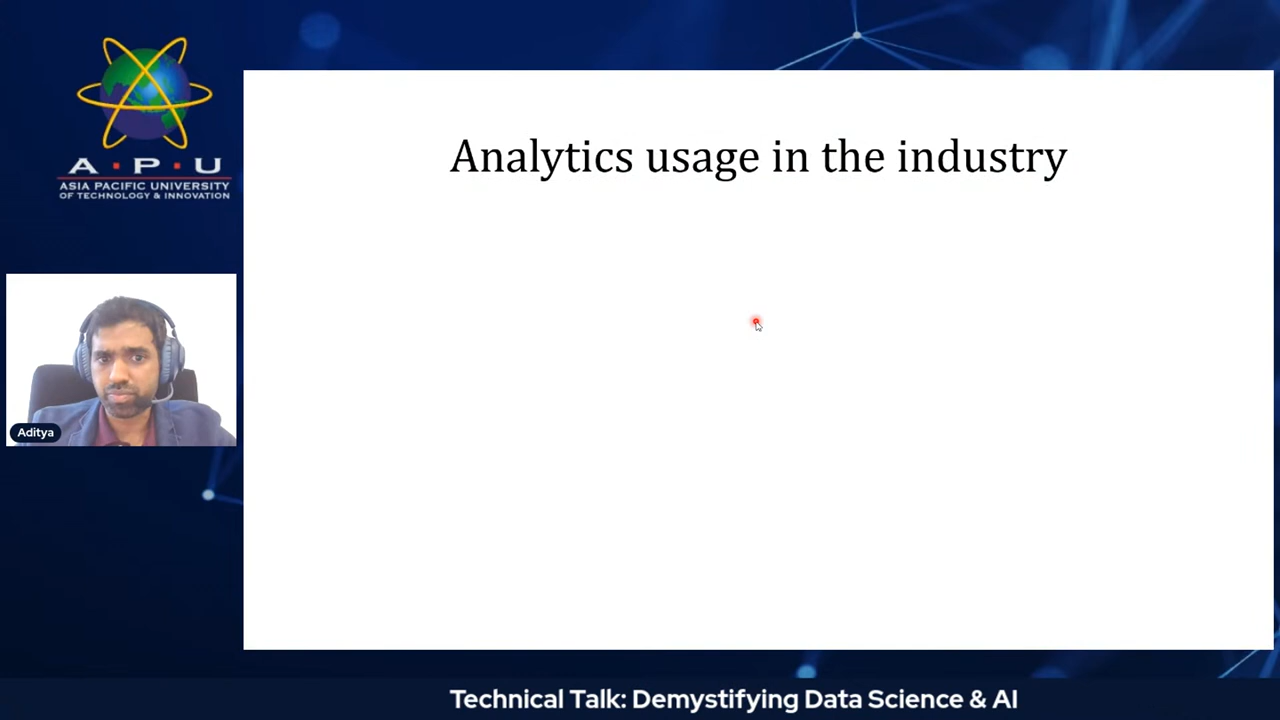 A·P·U
ASIA PACIFIC UNIVERSITY
OF TECHNOLOGY & INNOVATION
Analytics usage in the industry
Aditya
Technical Talk: Demystifying Data Science & AI